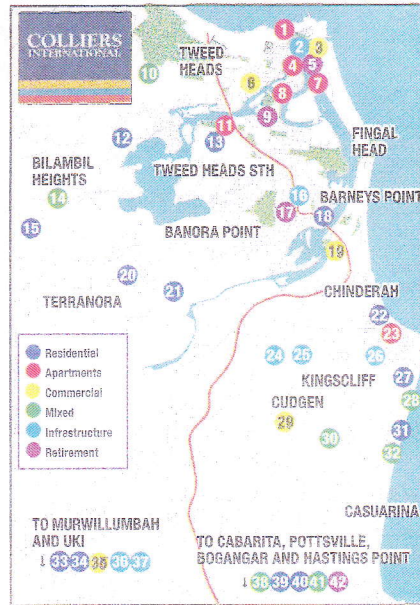 COLLIERS
INTERNATIONAL
TWEED
HEADS
1
2
3
4
5
6
7
8
9
10
11
12
13
TWEED HEADS STH
FINGAL
HEAD
BILAMBIL
HEIGHTS
14
15
16
BARNEYS POINT
17
18
BANORA POINT
19
20
21
TERRANORA
CHINDERAH
22
23
Residential
Apartments
Commercial
Mixed
Infrastructure
Retirement
24
25
26
KINGSCLIFF
27
28
CUDGEN
29
30
31
32
CASUARINA
TO MURWILLUMBAH
AND UKI
↓ 33 34 35 36 37
TO CABARITA, POTTSVILLE,
BOGANGAR AND HASTINGS POINT
↓ 38 39 40 41 42